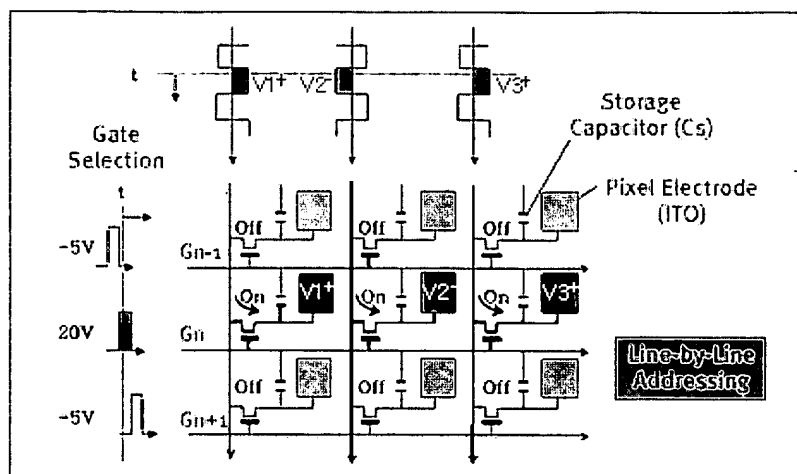 t
V1+ V2- V3+
Storage
Capacitor (Cs)
Gate
Selection
t
Pixel Electrode
(ITO)
-5V
Off Off Off
Gn-1
On V1+ On V2- On V3+
20V
Gn
Line-by-Line
Addressing
Off Off Off
-5V
Gn+1